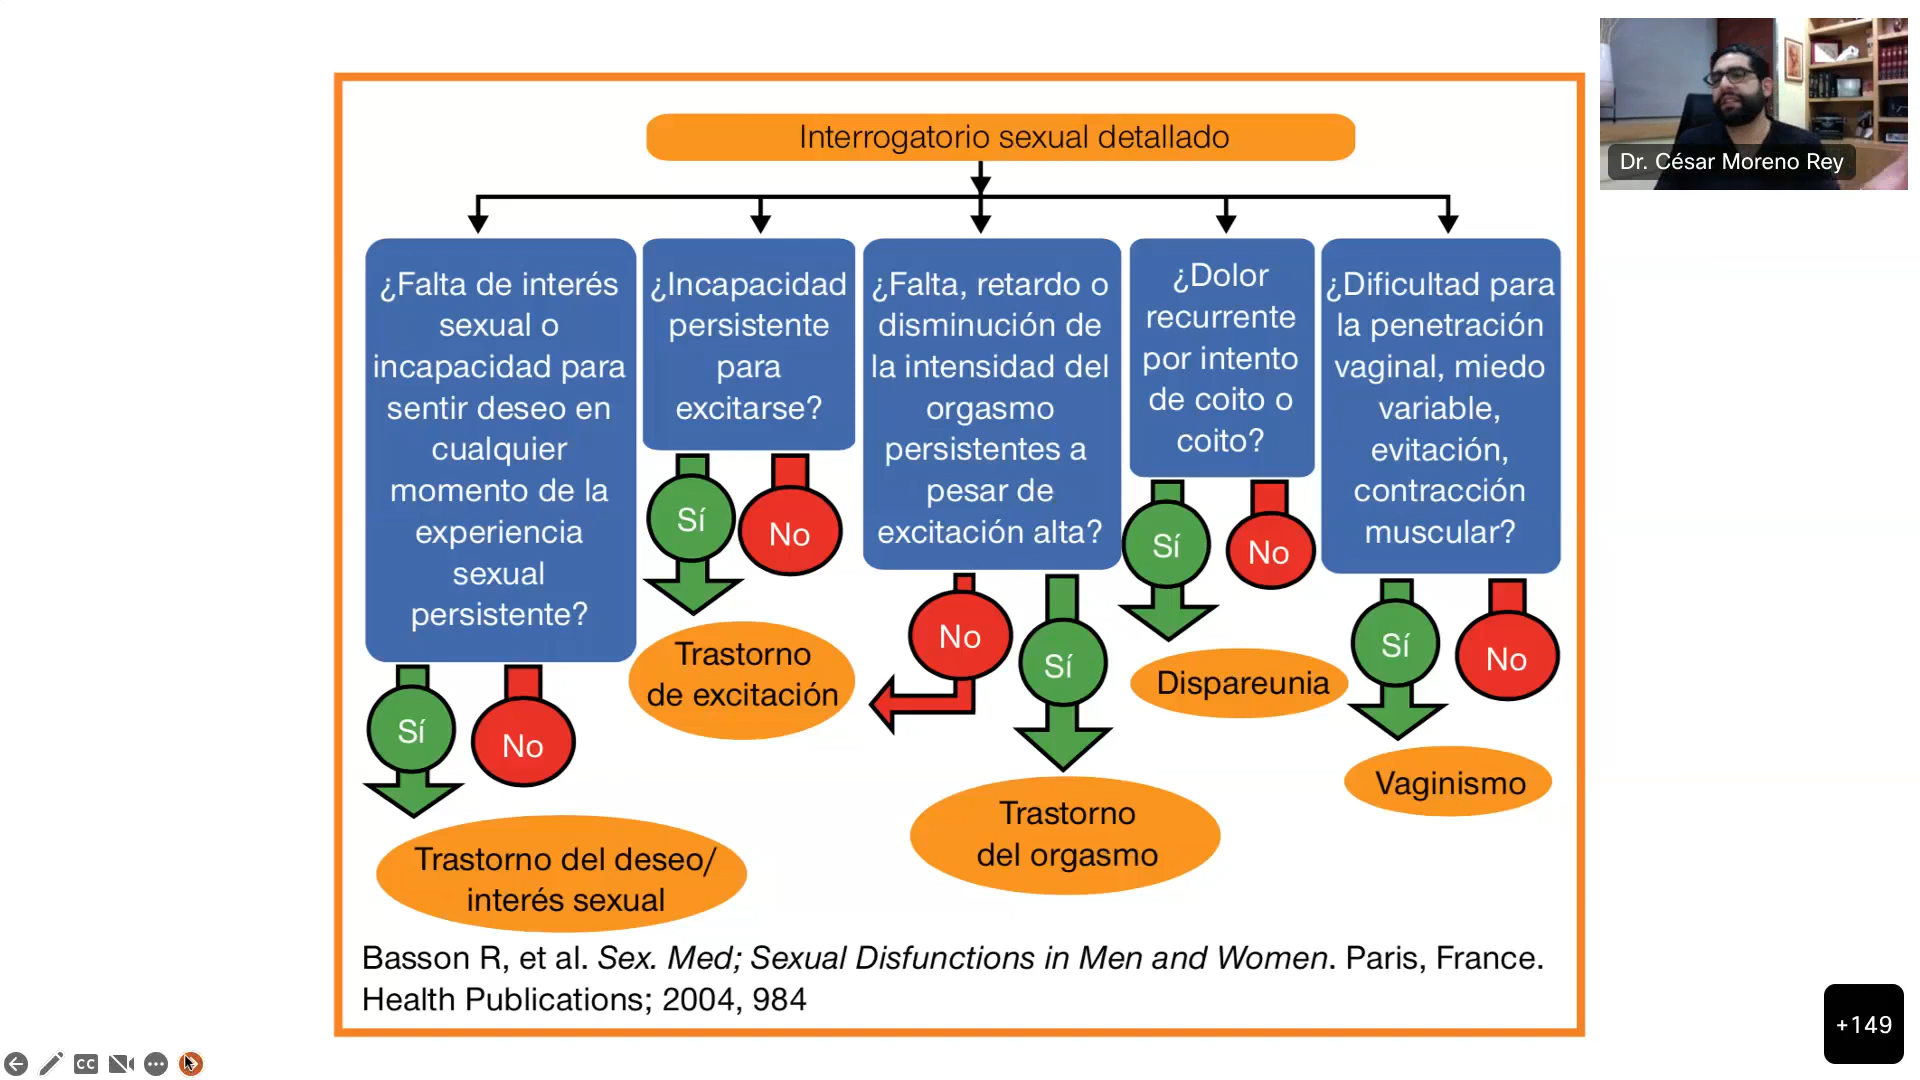 Interrogatorio sexual detallado
¿Falta de interés
sexual o
incapacidad para
sentir deseo en
cualquier
momento de la
experiencia
sexual
persistente?
Sí
No
Trastorno del deseo/
interés sexual
¿Incapacidad
persistente
para
excitarse?
Sí
No
Trastorno
de excitación
¿Falta, retardo o
disminución de
la intensidad del
orgasmo
persistentes a
pesar de
excitación alta?
No
Sí
Trastorno
del orgasmo
¿Dolor
recurrente
por intento
de coito o
coito?
Sí
No
Dispareunia
¿Dificultad para
la penetración
vaginal, miedo
variable,
evitación,
contracción
muscular?
Sí
No
Vaginismo
Basson R, et al. Sex. Med; Sexual Disfunctions in Men and Women. Paris, France.
Health Publications; 2004, 984
Dr. César Moreno Rey
+149
CC